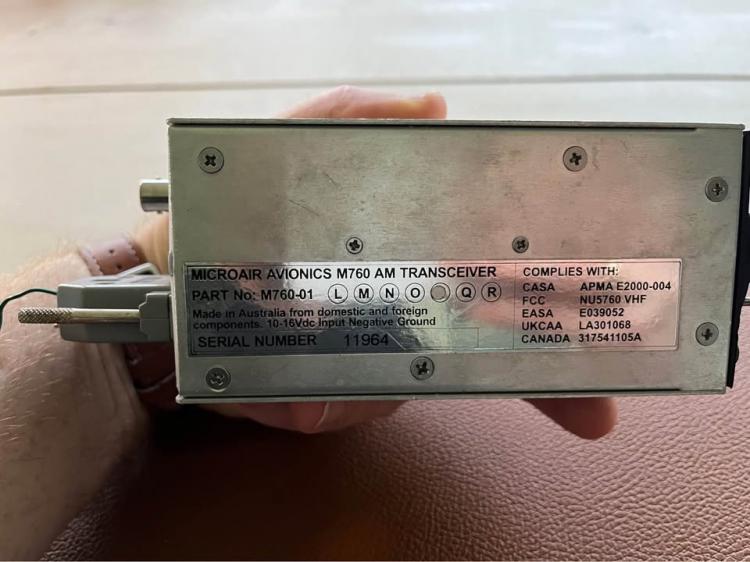 MICROAIR AVIONICS M760 AM TRANSCEIVER
PART No: M760-01 L M N O Q R
Made in Australia from domestic and foreign
components. 10-16Vdc Input Negative Ground
SERIAL NUMBER 11964
COMPLIES WITH:
CASA APMA E2000-004
FCC NU5760 VHF
EASA E039052
UKCAA LA301068
CANADA 317541105A